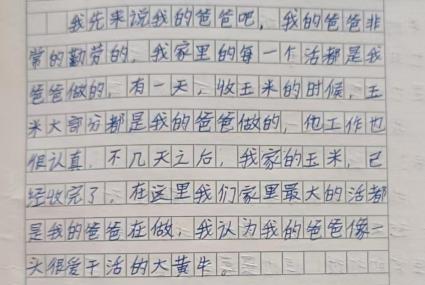 我先来说我的爸爸吧，我的爸爸非
常的勤劳的，我家里的每一个活都是我
爸爸做的，有一天，收玉米的时候，玉
米大部分都是我的爸爸做的，他工作也
很认真，不几天之后，我家的玉米，已
经收完了，在这里我们家里最大的活都
是我的爸爸在做，我认为我的爸爸像一
头很爱干活的大黄牛。